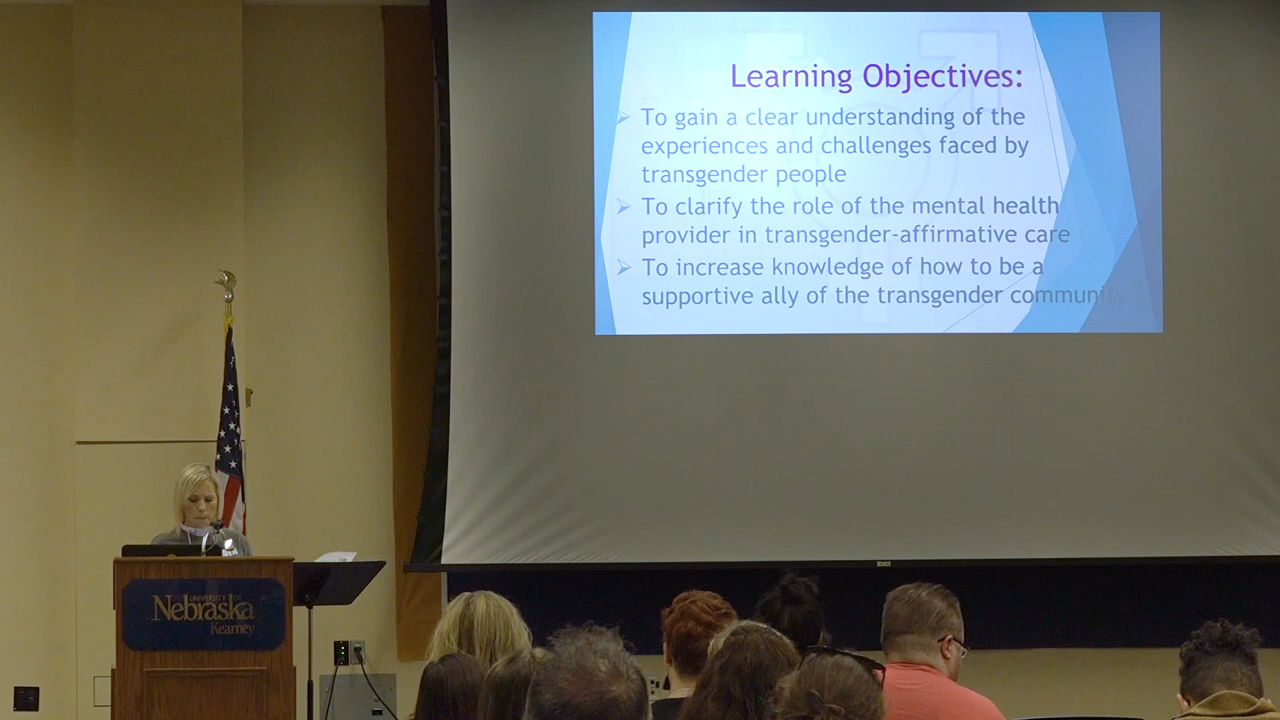 Learning Objectives:
To gain a clear understanding of the
experiences and challenges faced by
transgender people
To clarify the role of the mental health
provider in transgender-affirmative care
To increase knowledge of how to be a
supportive ally of the transgender community
UNIVERSITY OF
Nebraska
Kearney